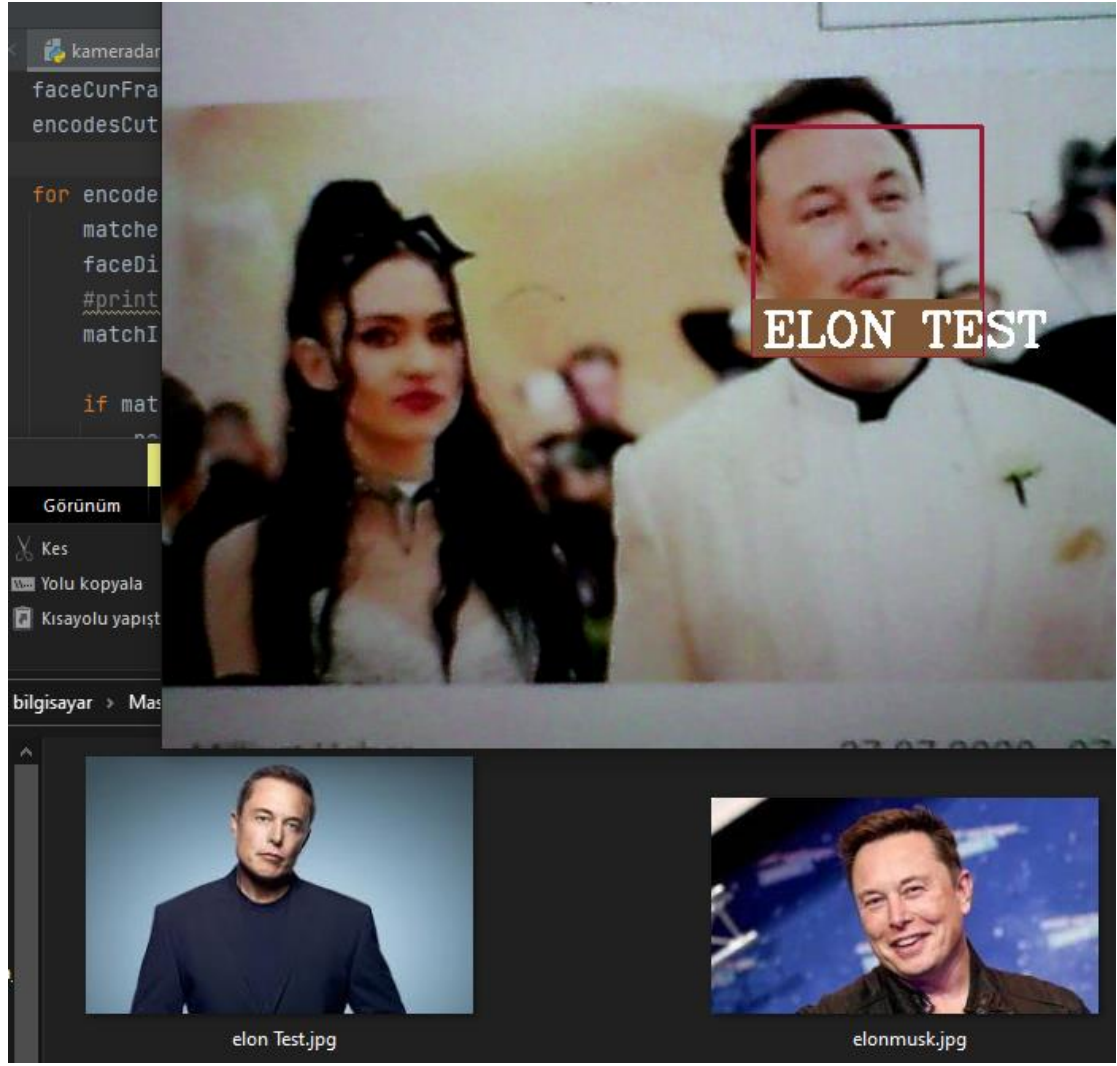 kameradar
faceCurFra
encodesCut
for encode
matche
faceDi
#print
matchI
if mat
ELON TEST
Görünüm
Kes
Yolu kopyala
Kısayolu yapışt
bilgisayar > Mas
elon Test.jpg
elonmusk.jpg